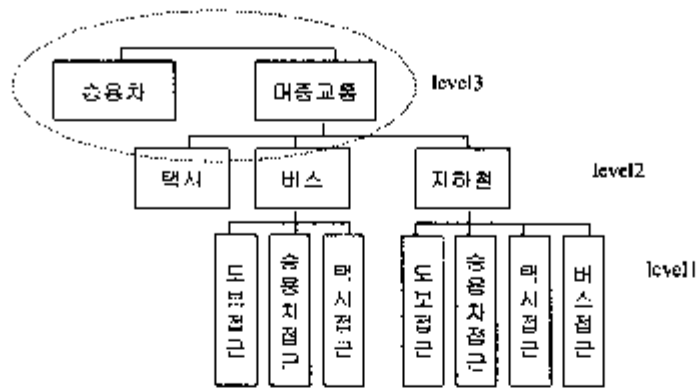 승용차
대중교통
level3
택시
버스
지하철
level2
도보접근
승용차접근
택시접근
도보접근
승용차접근
택시접근
버스접근
level1